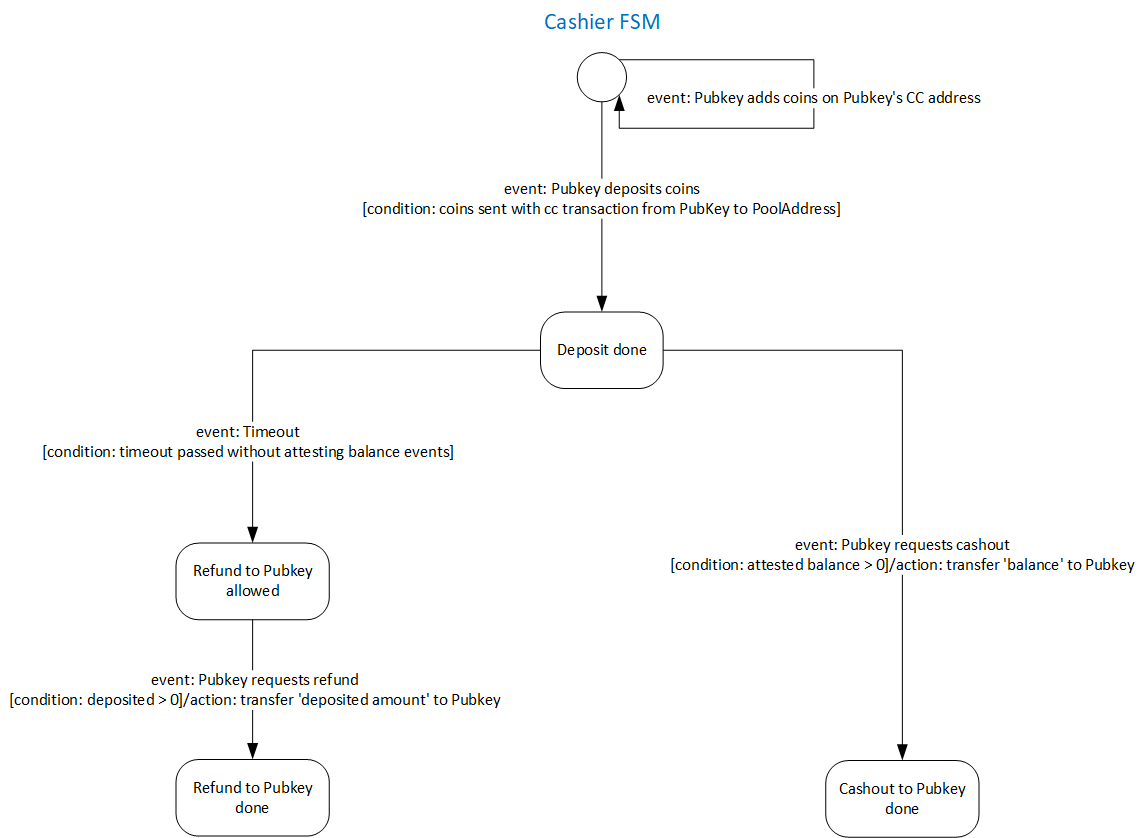 Cashier FSM
event: Pubkey adds coins on Pubkey's CC address
event: Pubkey deposits coins
[condition: coins sent with cc transaction from PubKey to PoolAddress]
Deposit done
event: Timeout
[condition: timeout passed without attesting balance events]
event: Pubkey requests cashout
[condition: attested balance > 0]/action: transfer 'balance' to Pubkey
Refund to Pubkey
allowed
event: Pubkey requests refund
[condition: deposited > 0]/action: transfer 'deposited amount' to Pubkey
Refund to Pubkey
done
Cashout to Pubkey
done